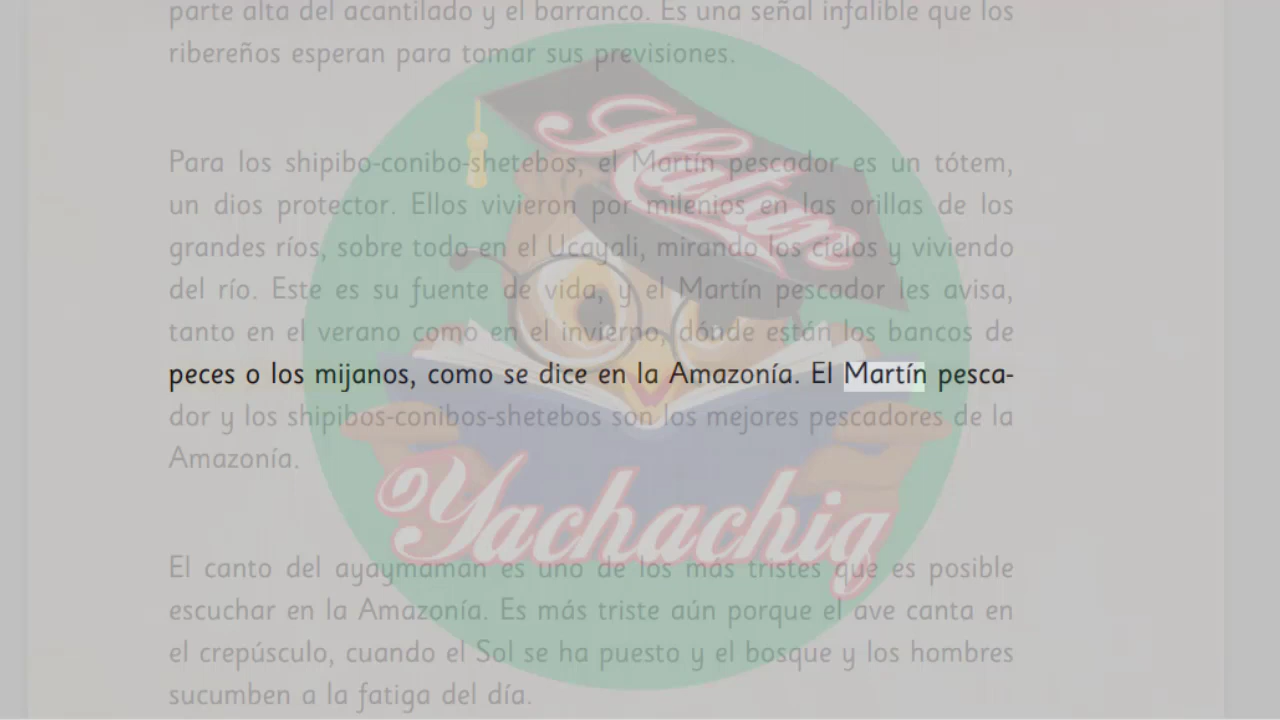 parte alta del acantilado y el barranco. Es una señal infalible que los
ribereños esperan para tomar sus previsiones.
Para los shipibo-conibo-shetebos, el Martín pescador es un tótem,
un dios protector. Ellos vivieron por milenios en las orillas de los
grandes ríos, sobre todo en el Ucayali, mirando los cielos y viviendo
del río. Este es su fuente de vida, y el Martín pescador les avisa,
tanto en el verano como en el invierno, dónde están los bancos de
peces o los mijanos, como se dice en la Amazonía. El Martín pesca-
dor y los shipibos-conibos-shetebos son los mejores pescadores de la
Amazonía.
El canto del ayaymaman es uno de los más tristes que es posible
escuchar en la Amazonía. Es más triste aún porque el ave canta en
el crepúsculo, cuando el Sol se ha puesto y el bosque y los hombres
sucumben a la fatiga del día.
Hatun
Yachachiq